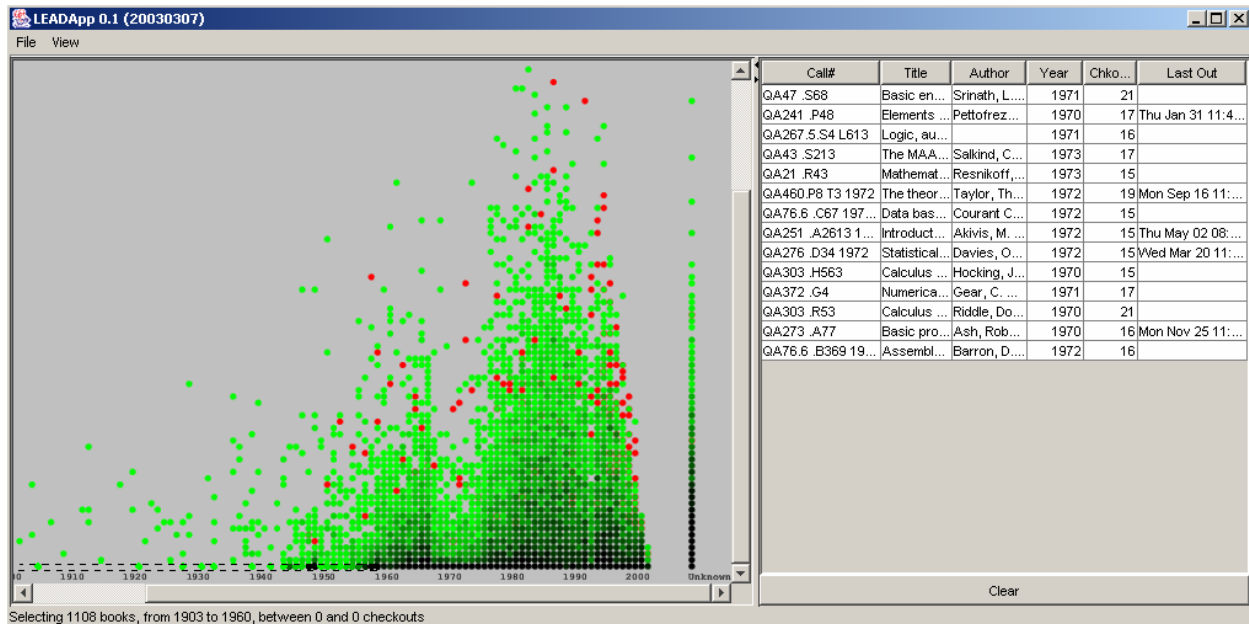 LEADApp 0.1 (20030307)
File View
Call# Title Author Year Chko... Last Out
QA47 .S68 Basic en... Srinath, L.... 1971 21
QA241 .P48 Elements ... Pettofrez... 1970 17 Thu Jan 31 11:4...
QA267.5.S4 L613 Logic, au... 1971 16
QA43 .S213 The MAA... Salkind, C... 1973 17
QA21 .R43 Mathemat... Resnikoff,... 1973 15
QA460.P8 T3 1972 The theor... Taylor, Th... 1972 19 Mon Sep 16 11:...
QA76.6 .C67 197... Data bas... Courant C... 1972 15
QA251 .A2613 1... Introduct... Akivis, M. ... 1972 15 Thu May 02 08:...
QA276 .D34 1972 Statistical... Davies, O... 1972 15 Wed Mar 20 11:...
QA303 .H563 Calculus ... Hocking, J... 1970 15
QA372 .G4 Numerica... Gear, C. ... 1971 17
QA303 .R53 Calculus ... Riddle, Do... 1970 21
QA273 .A77 Basic pro... Ash, Rob... 1970 16 Mon Nov 25 11:...
QA76.6 .B369 19... Assembl... Barron, D.... 1972 16
00 1910 1920 1930 1940 1950 1960 1970 1980 1990 2000 Unknown
Clear
Selecting 1108 books, from 1903 to 1960, between 0 and 0 checkouts